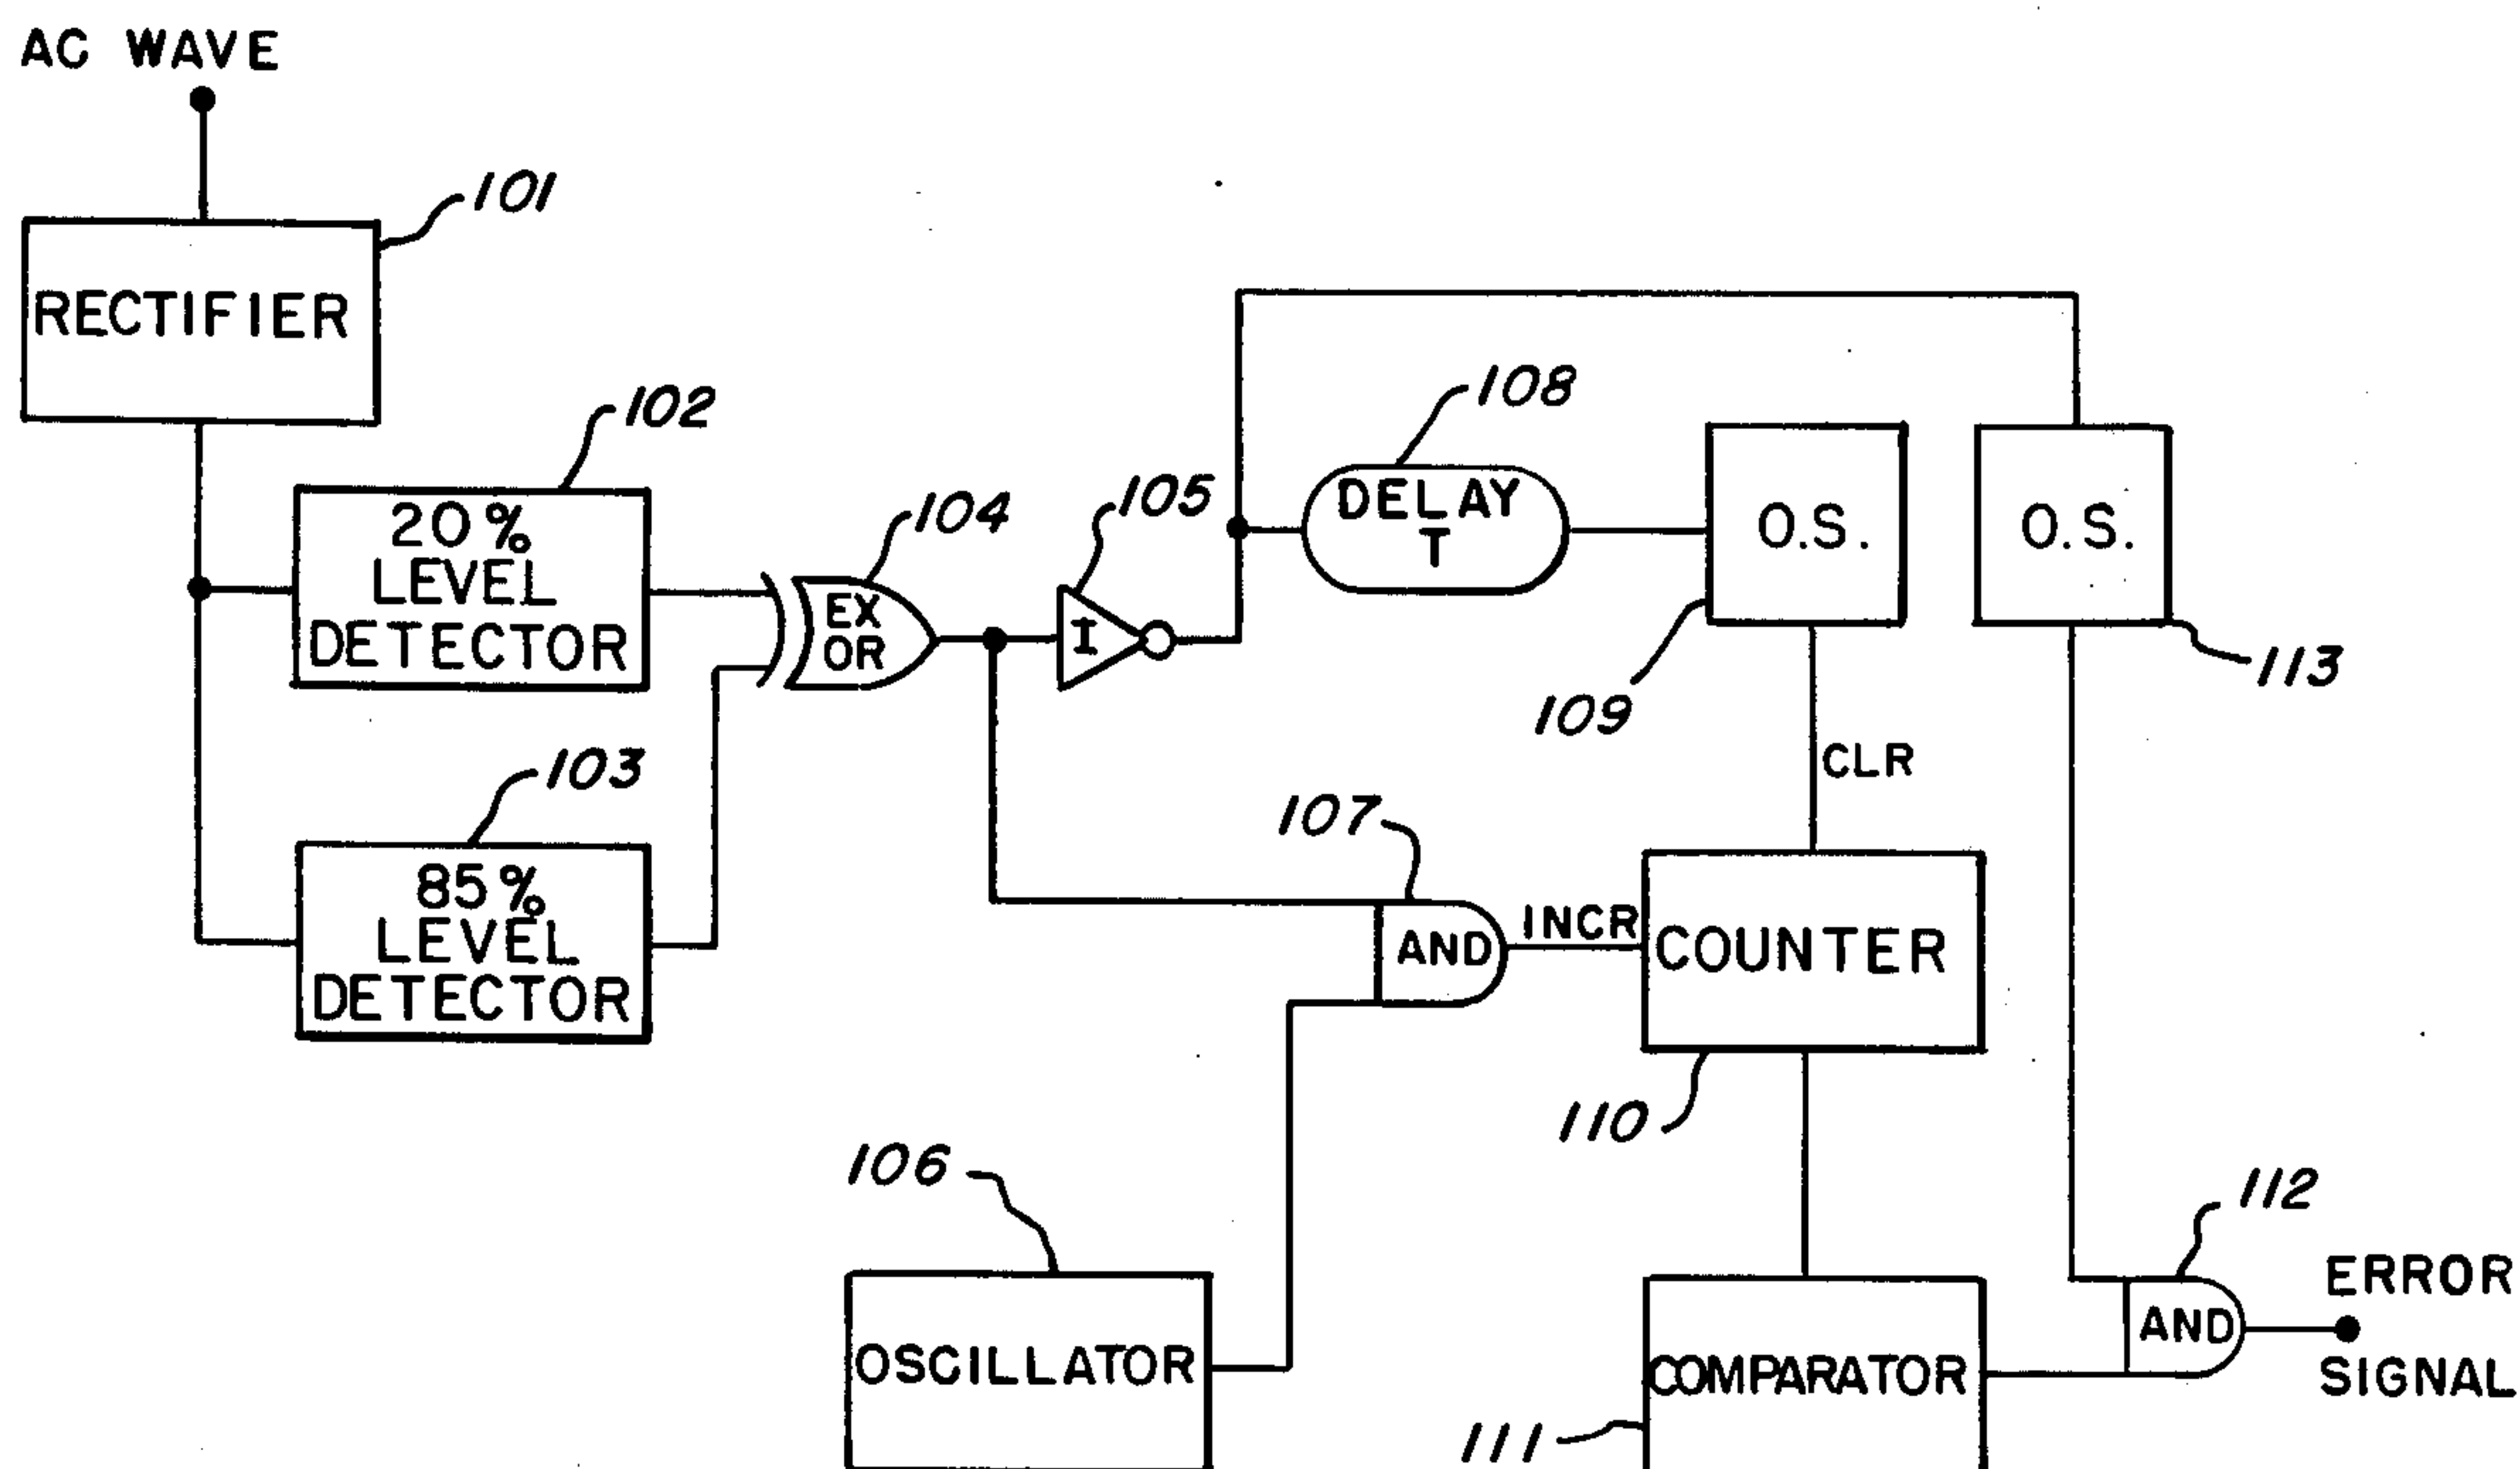 AC WAVE
101
RECTIFIER
102
20%
LEVEL
DETECTOR
103
85%
LEVEL
DETECTOR
104
EX
OR
105
I
108
DELAY
T
O.S.
109
O.S.
113
CLR
107
AND
INCR
COUNTER
110
106
OSCILLATOR
COMPARATOR
111
112
AND
ERROR
SIGNAL